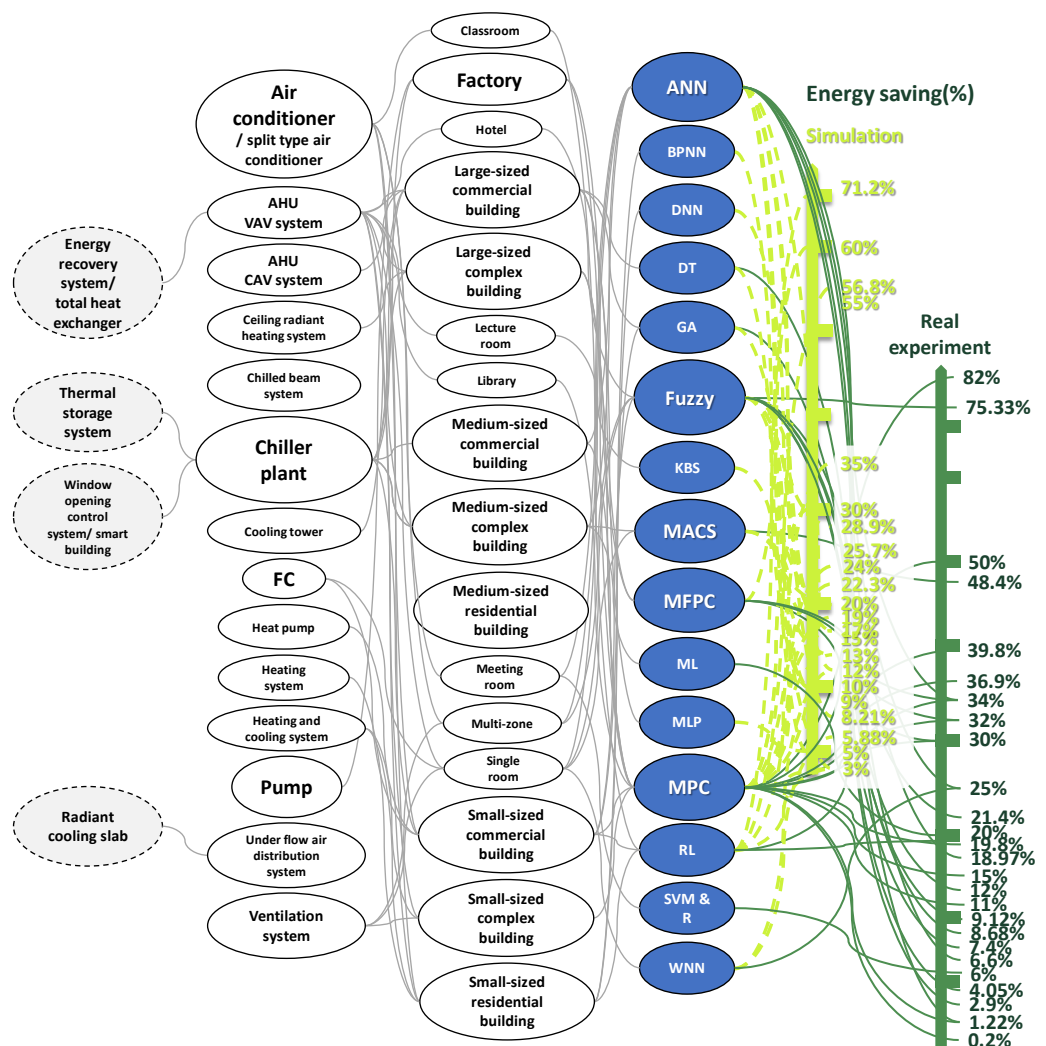 Energy
recovery
system/
total heat
exchanger
Thermal
storage
system
Window
opening
control
system/ smart
building
Radiant
cooling slab
Air
conditioner
/ split type air
conditioner
AHU
VAV system
AHU
CAV system
Ceiling radiant
heating system
Chilled beam
system
Chiller
plant
Cooling tower
FC
Heat pump
Heating
system
Heating and
cooling system
Pump
Under flow air
distribution
system
Ventilation
system
Classroom
Factory
Hotel
Large-sized
commercial
building
Large-sized
complex
building
Lecture
room
Library
Medium-sized
commercial
building
Medium-sized
complex
building
Medium-sized
residential
building
Meeting
room
Multi-zone
Single
room
Small-sized
commercial
building
Small-sized
complex
building
Small-sized
residential
building
ANN
BPNN
DNN
DT
GA
Fuzzy
KBS
MACS
MFPC
ML
MLP
MPC
RL
SVM &
R
WNN
Energy saving(%)
Simulation
71.2%
60%
56.8%
55%
35%
30%
28.9%
25.7%
24%
22.3%
20%
19%
15%
13%
12%
10%
9%
8.21%
5.88%
5%
3%
Real
experiment
82%
75.33%
50%
48.4%
39.8%
36.9%
34%
32%
30%
25%
21.4%
20%
19.8%
18.97%
15%
12%
11%
9.12%
8.68%
7.4%
6.6%
6%
4.05%
2.9%
1.22%
0.2%